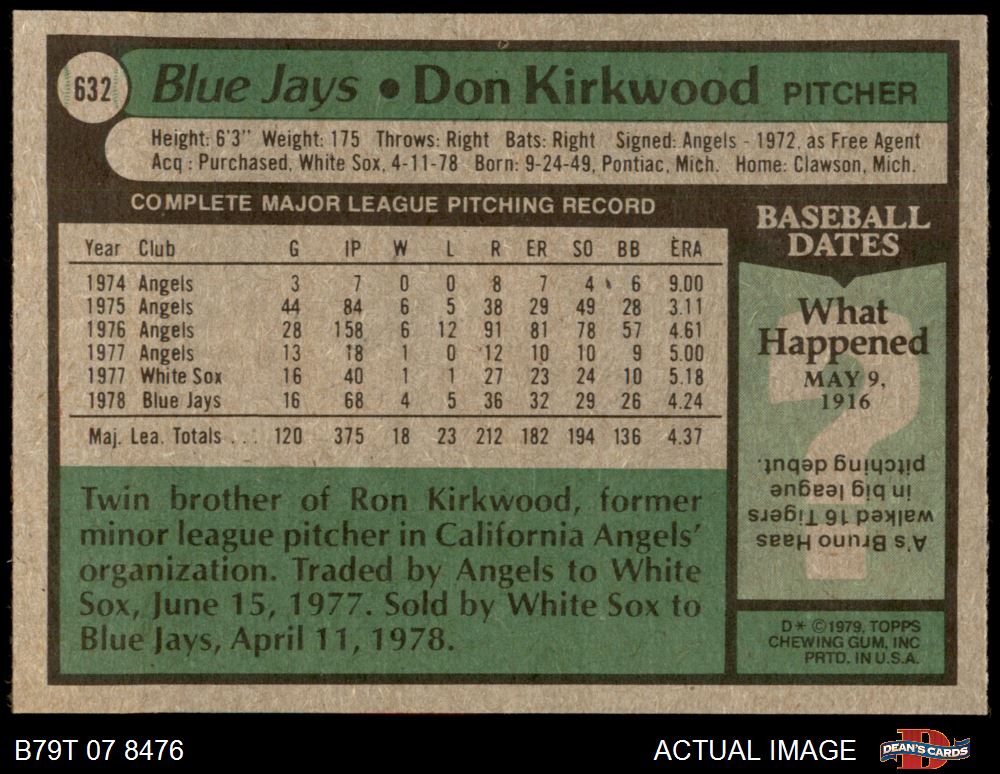 632 Blue Jays • Don Kirkwood PITCHER
Height: 6'3" Weight: 175 Throws: Right Bats: Right Signed: Angels - 1972, as Free Agent
Acq : Purchased, White Sox, 4-11-78 Born: 9-24-49, Pontiac, Mich. Home: Clawson, Mich.
COMPLETE MAJOR LEAGUE PITCHING RECORD
Year Club G IP W L R ER SO BB ERA
1974 Angels 3 7 0 0 8 7 4 6 9.00
1975 Angels 44 84 6 5 38 29 49 28 3.11
1976 Angels 28 158 6 12 91 81 78 57 4.61
1977 Angels 13 18 1 0 12 10 10 9 5.00
1977 White Sox 16 40 1 1 27 23 24 10 5.18
1978 Blue Jays 16 68 4 5 36 32 29 26 4.24
Maj. Lea. Totals . . . 120 375 18 23 212 182 194 136 4.37
Twin brother of Ron Kirkwood, former
minor league pitcher in California Angels'
organization. Traded by Angels to White
Sox, June 15, 1977. Sold by White Sox to
Blue Jays, April 11, 1978.
BASEBALL
DATES
What
Happened
MAY 9,
1916
?
A's Bruno Haas
walked 16 Tigers
in big league
pitching debut.
D* ©1979, TOPPS
CHEWING GUM, INC
PRTD. IN U.S.A.
B79T 07 8476
ACTUAL IMAGE
D
DEAN'S CARDS